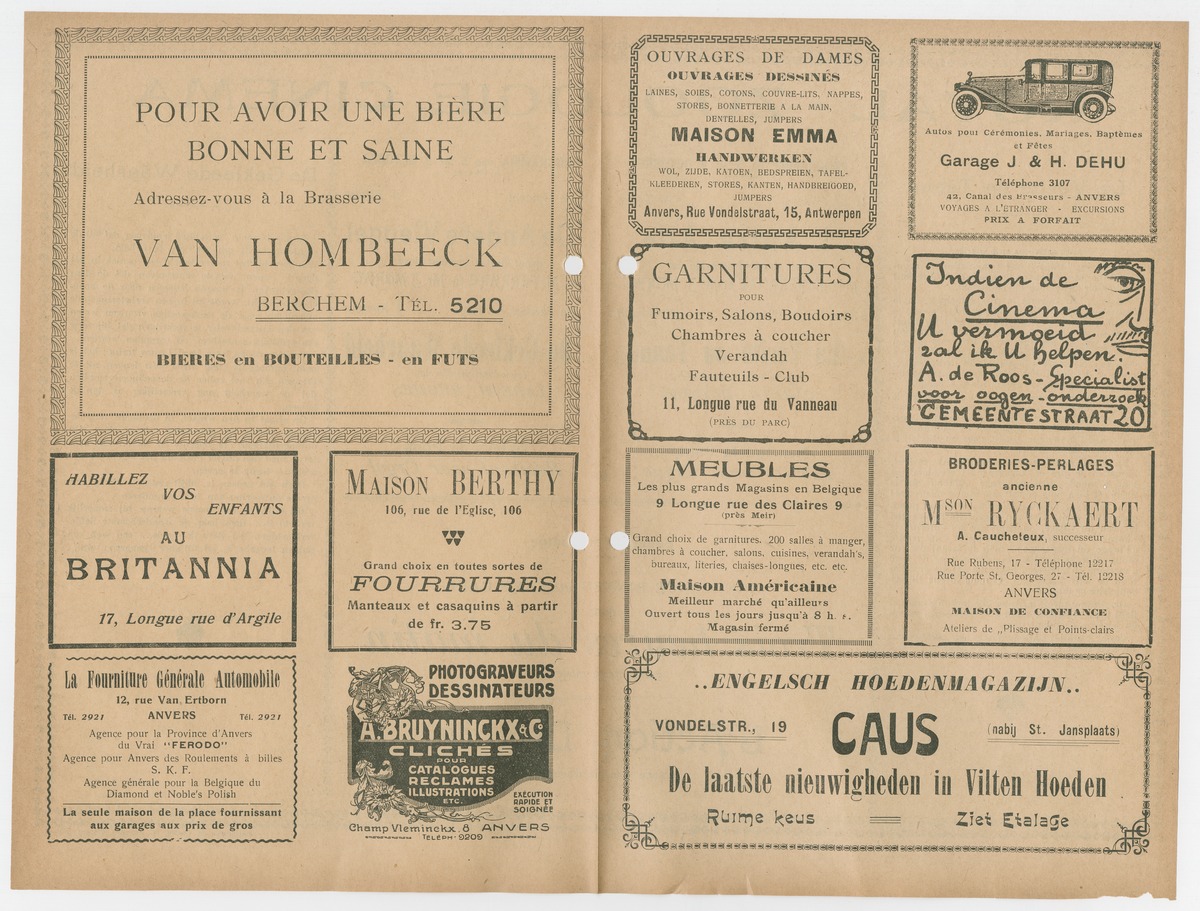 POUR AVOIR UNE BIÈRE
BONNE ET SAINE
Adressez-vous à la Brasserie
VAN HOMBEECK
BERCHEM - TÉL. 5210
BIERES en BOUTEILLES - en FUTS
HABILLEZ
VOS
ENFANTS
AU
BRITANNIA
17, Longue rue d'Argile
MAISON BERTHY
106, rue de l'Eglise, 106
Grand choix en toutes sortes de
FOURRURES
Manteaux et casaquins à partir
de fr. 3.75
La Fourniture Générale Automobile
12, rue Van Ertborn
Tél. 2921 ANVERS Tél. 2921
Agence pour la Province d'Anvers
du Vrai "FERODO"
Agence pour Anvers des Roulements à billes
S. K. F.
Agence générale pour la Belgique du
Diamond et Noble's Polish
La seule maison de la place fournissant
aux garages aux prix de gros
PHOTOGRAVEURS
DESSINATEURS
A. BRUYNINCKX & Co
CLICHÉS
POUR
CATALOGUES
RECLAMES
ILLUSTRATIONS
ETC.
EXÉCUTION
RAPIDE ET
SOIGNÉE
Champ Vleminckx. 8 ANVERS
TELEPH. 9209
OUVRAGES DE DAMES
OUVRAGES DESSINÉS
LAINES, SOIES, COTONS, COUVRE-LITS, NAPPES,
STORES, BONNETTERIE A LA MAIN,
DENTELLES, JUMPERS
MAISON EMMA
HANDWERKEN
WOL, ZIJDE, KATOEN, BEDSPREIEN, TAFEL-
KLEEDEREN, STORES, KANTEN, HANDBREIGOED,
JUMPERS
Anvers, Rue Vondelstraat, 15, Antwerpen
Autos pour Cérémonies, Mariages, Baptêmes
et Fêtes
Garage J. & H. DEHU
Téléphone 3107
42, Canal des Brasseurs - ANVERS
VOYAGES A L'ÉTRANGER - EXCURSIONS
PRIX A FORFAIT
GARNITURES
POUR
Fumoirs, Salons, Boudoirs
Chambres à coucher
Verandah
Fauteuils - Club
11, Longue rue du Vanneau
(PRÈS DU PARC)
Indien de
Cinema
U vermoeid
zal ik U helpen.
A. de Roos - Specialist
voor oogen-onderzoek
GEMEENTESTRAAT 20
MEUBLES
Les plus grands Magasins en Belgique
9 Longue rue des Claires 9
(près Meir)
Grand choix de garnitures. 200 salles à manger,
chambres à coucher, salons, cuisines, verandah's,
bureaux, literies, chaises-longues, etc. etc.
Maison Américaine
Meilleur marché qu'ailleurs
Ouvert tous les jours jusqu'à 8 h.
Magasin fermé
BRODERIES-PERLAGES
ancienne
MSON RYCKAERT
A. Caucheteux, successeur
Rue Rubens, 17 - Téléphone 12217
Rue Porte St. Georges, 27 - Tél. 12218
ANVERS
MAISON DE CONFIANCE
Ateliers de „Plissage et Points-clairs
..ENGELSCH HOEDENMAGAZIJN..
VONDELSTR., 19 CAUS (nabij St. Jansplaats)
De laatste nieuwigheden in Vilten Hoeden
Ruime keus Ziet Etalage